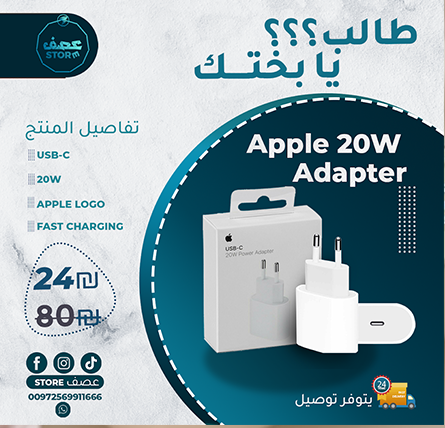 طالب؟؟؟
يا بختك
عصف
STORM
تفاصيل المنتج
USB-C
20W
APPLE LOGO
FAST CHARGING
Apple 20W
Adapter
USB-C
20W Power Adapter
24₪
80₪
STORE عصف
00972569911666
24
يتوفر توصيل